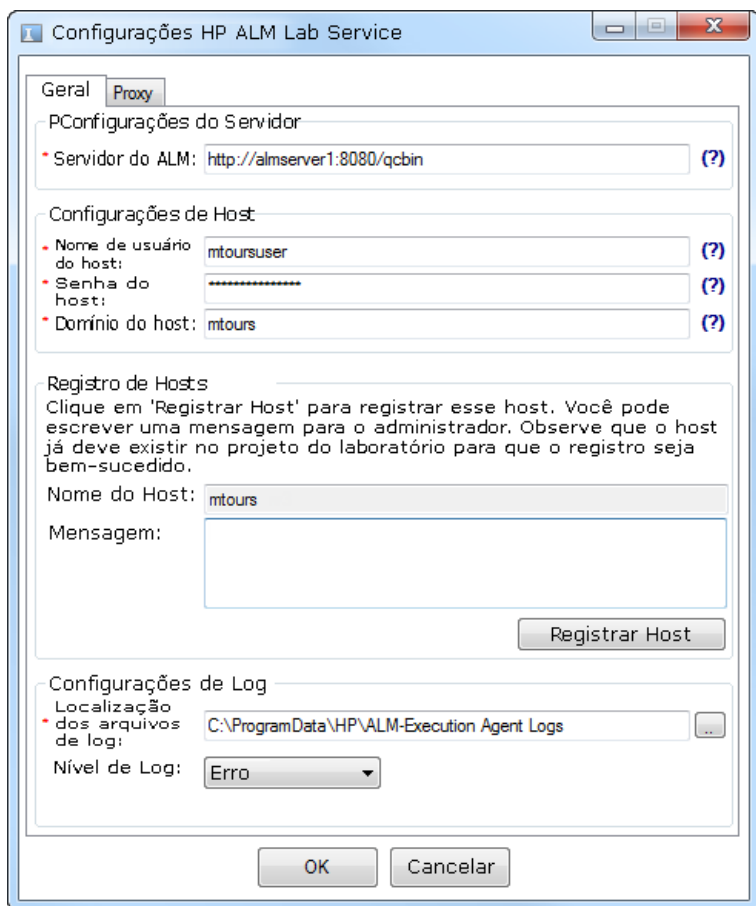 Configurações HP ALM Lab Service
Geral
Proxy
PConfigurações do Servidor
* Servidor do ALM: http://almserver1:8080/qcbin (?)
Configurações de Host
* Nome de usuário
do host:
mtoursuser (?)
* Senha do
host:
*************** (?)
* Domínio do host: mtours (?)
Registro de Hosts
Clique em 'Registrar Host' para registrar esse host. Você pode
escrever uma mensagem para o administrador. Observe que o host
já deve existir no projeto do laboratório para que o registro seja
bem-sucedido.
Nome do Host: mtours
Mensagem:
Registrar Host
Configurações de Log
Localização
* dos arquivos
de log:
C:\ProgramData\HP\ALM-Execution Agent Logs ..
Nível de Log: Erro
OK
Cancelar